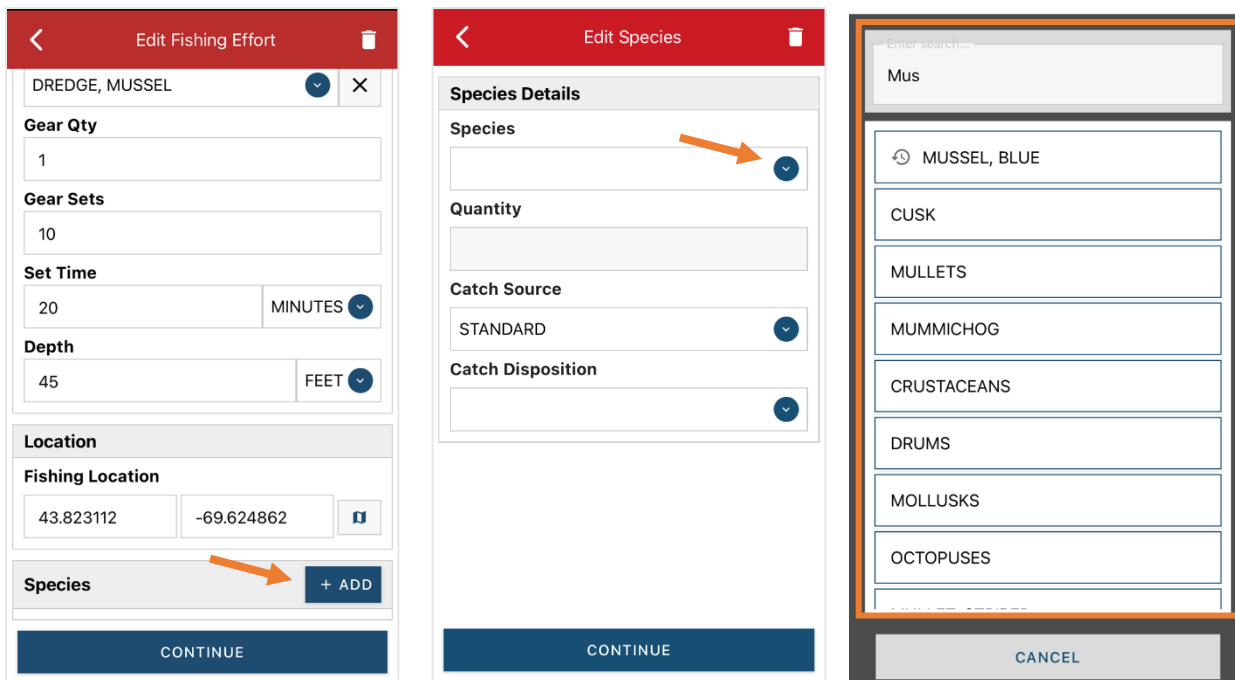 Edit Fishing Effort
DREDGE, MUSSEL
Gear Qty
1
Gear Sets
10
Set Time
20 MINUTES
Depth
45 FEET
Location
Fishing Location
43.823112 -69.624862
Species + ADD
CONTINUE
Edit Species
Species Details
Species
Quantity
Catch Source
STANDARD
Catch Disposition
CONTINUE
Enter search...
Mus
MUSSEL, BLUE
CUSK
MULLETS
MUMMICHOG
CRUSTACEANS
DRUMS
MOLLUSKS
OCTOPUSES
CANCEL